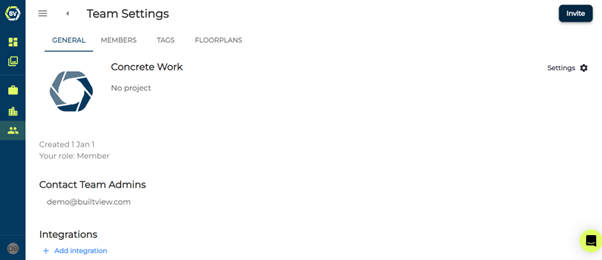 BV
Team Settings
Invite
GENERAL MEMBERS TAGS FLOORPLANS
Concrete Work
Settings
No project
Created 1 Jan 1
Your role: Member
Contact Team Admins
demo@builtview.com
Integrations
+ Add Integration